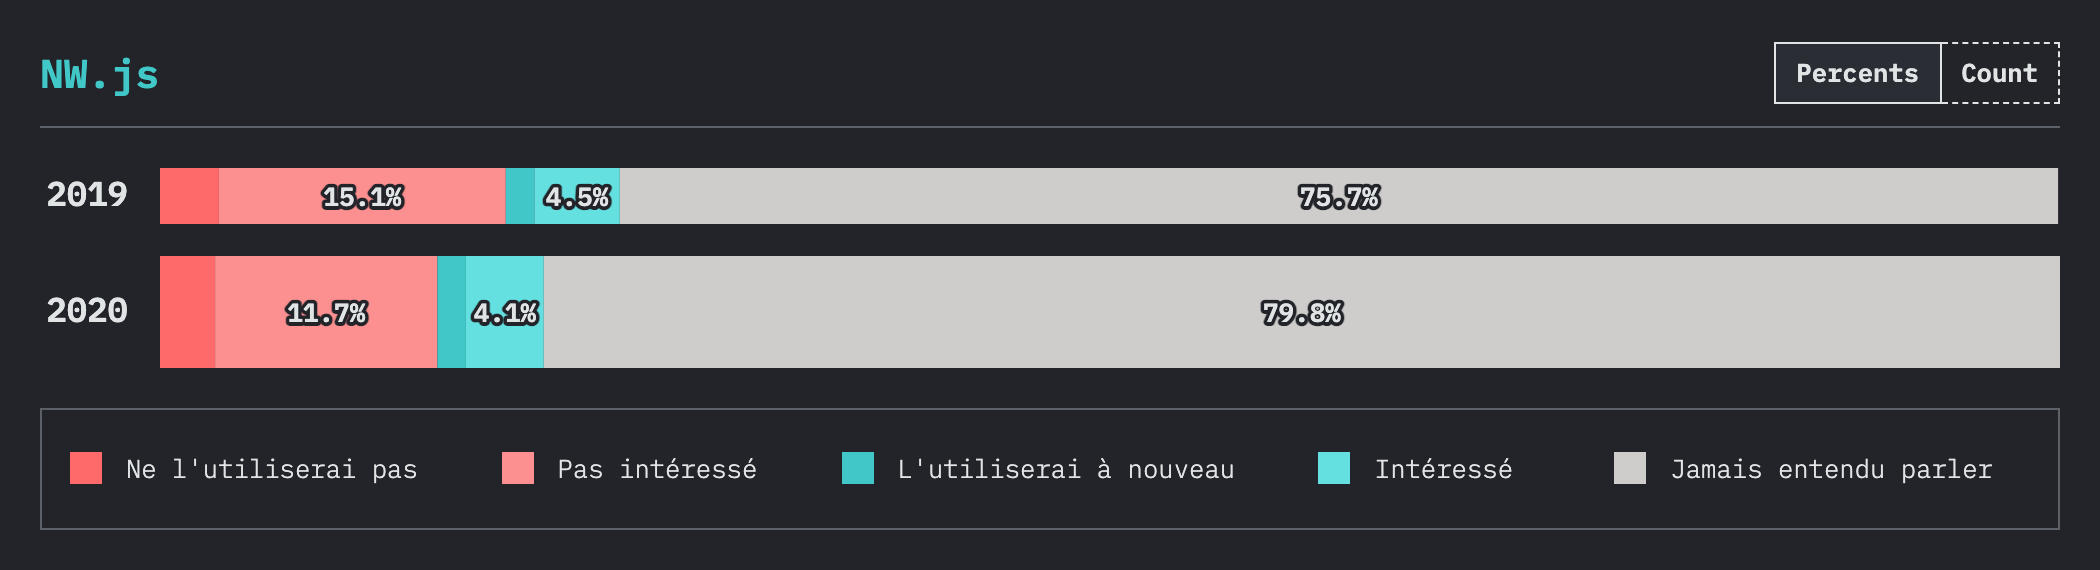 NW.js
Percents Count
2019 15.1% 4.5% 75.7%
2020 11.7% 4.1% 79.8%
Ne l'utiliserai pas Pas intéressé L'utiliserai à nouveau Intéressé Jamais entendu parler